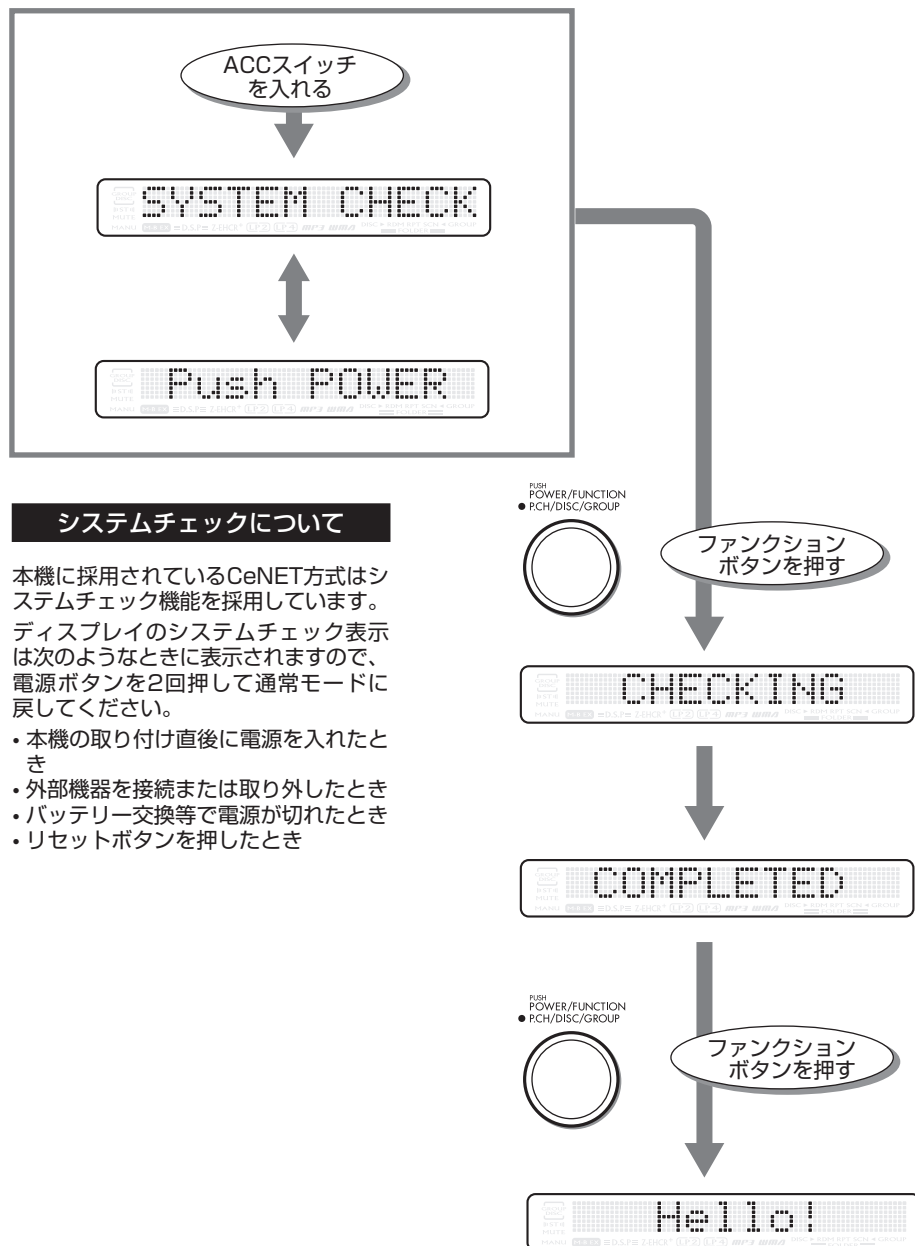 ACCスイッチ
を入れる
SYSTEM CHECK
Push POWER
システムチェックについて
本機に採用されているCeNET方式はシ
ステムチェック機能を採用しています。
ディスプレイのシステムチェック表示
は次のようなときに表示されますので、
電源ボタンを2回押して通常モードに
戻してください。
• 本機の取り付け直後に電源を入れたと
き
• 外部機器を接続または取り外したとき
• バッテリー交換等で電源が切れたとき
• リセットボタンを押したとき
PUSH
POWER/FUNCTION
● P.CH/DISC/GROUP
ファンクション
ボタンを押す
CHECKING
COMPLETED
PUSH
POWER/FUNCTION
● P.CH/DISC/GROUP
ファンクション
ボタンを押す
Hello!